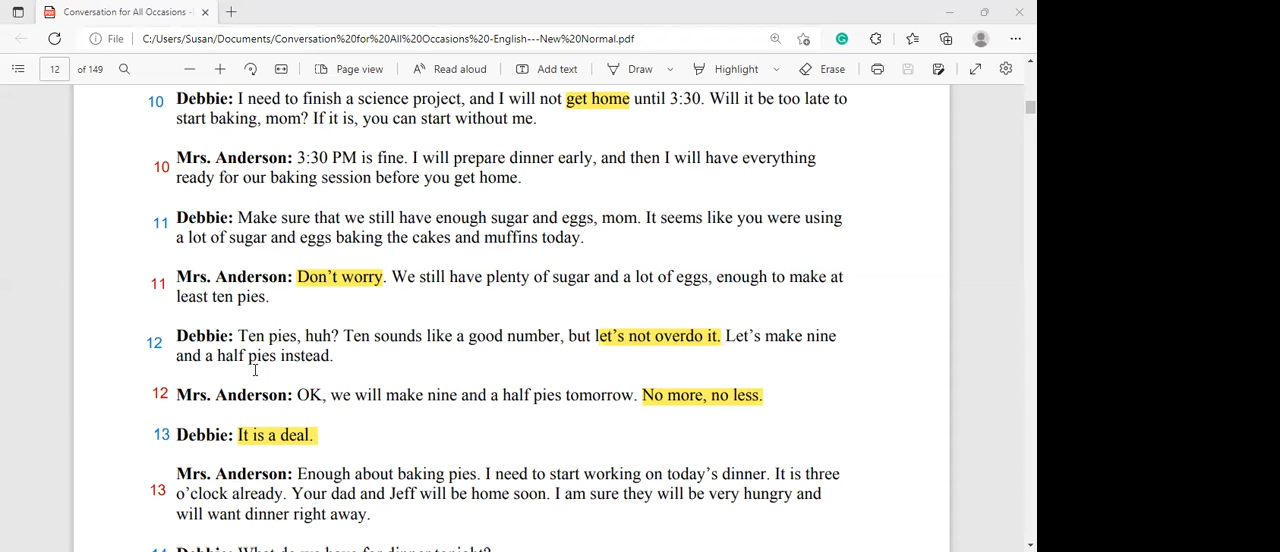 Conversation for All Occasions -
File C:/Users/Susan/Documents/Conversation%20for%20All%20Occasions%20-English---New%20Normal.pdf
12 of 149 Page view Read aloud Add text Draw Highlight Erase
10 Debbie: I need to finish a science project, and I will not get home until 3:30. Will it be too late to
start baking, mom? If it is, you can start without me.
10 Mrs. Anderson: 3:30 PM is fine. I will prepare dinner early, and then I will have everything
ready for our baking session before you get home.
11 Debbie: Make sure that we still have enough sugar and eggs, mom. It seems like you were using
a lot of sugar and eggs baking the cakes and muffins today.
11 Mrs. Anderson: Don’t worry. We still have plenty of sugar and a lot of eggs, enough to make at
least ten pies.
12 Debbie: Ten pies, huh? Ten sounds like a good number, but let’s not overdo it. Let’s make nine
and a half pies instead.
12 Mrs. Anderson: OK, we will make nine and a half pies tomorrow. No more, no less.
13 Debbie: It is a deal.
Mrs. Anderson: Enough about baking pies. I need to start working on today’s dinner. It is three
13 o’clock already. Your dad and Jeff will be home soon. I am sure they will be very hungry and
will want dinner right away.
14 Debbie: What do we have for dinner tonight?